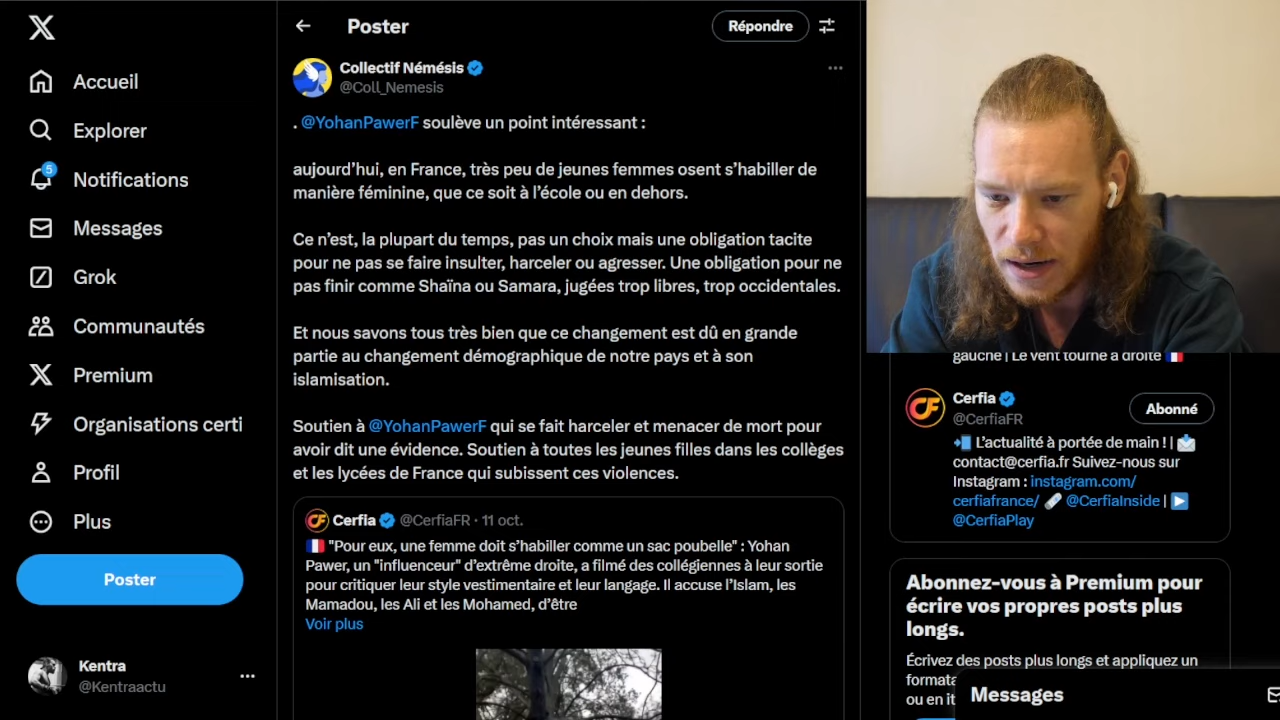 Accueil
Explorer
5
Notifications
Messages
Grok
Communautés
Premium
Organisations certi
Profil
Plus
Poster
Kentra
@Kentraactu
Poster
Répondre
Collectif Némésis
@Coll_Nemesis
. @YohanPawerF soulève un point intéressant :
aujourd’hui, en France, très peu de jeunes femmes osent s’habiller de
manière féminine, que ce soit à l’école ou en dehors.
Ce n’est, la plupart du temps, pas un choix mais une obligation tacite
pour ne pas se faire insulter, harceler ou agresser. Une obligation pour ne
pas finir comme Shaïna ou Samara, jugées trop libres, trop occidentales.
Et nous savons tous très bien que ce changement est dû en grande
partie au changement démographique de notre pays et à son
islamisation.
Soutien à @YohanPawerF qui se fait harceler et menacer de mort pour
avoir dit une évidence. Soutien à toutes les jeunes filles dans les collèges
et les lycées de France qui subissent ces violences.
Cerfia @CerfiaFR · 11 oct.
"Pour eux, une femme doit s’habiller comme un sac poubelle" : Yohan
Pawer, un "influenceur" d’extrême droite, a filmé des collégiennes à leur sortie
pour critiquer leur style vestimentaire et leur langage. Il accuse l’Islam, les
Mamadou, les Ali et les Mohamed, d’être
Voir plus
gauche | Le vent tourne à droite
Cerfia
@CerfiaFR
Abonné
L’actualité à portée de main ! |
contact@cerfia.fr Suivez-nous sur
Instagram : instagram.com/
cerfiafrance/ @CerfiaInside |
@CerfiaPlay
Abonnez-vous à Premium pour
écrire vos propres posts plus
longs.
Écrivez des posts plus longs et appliquez un
ou en it
Messages